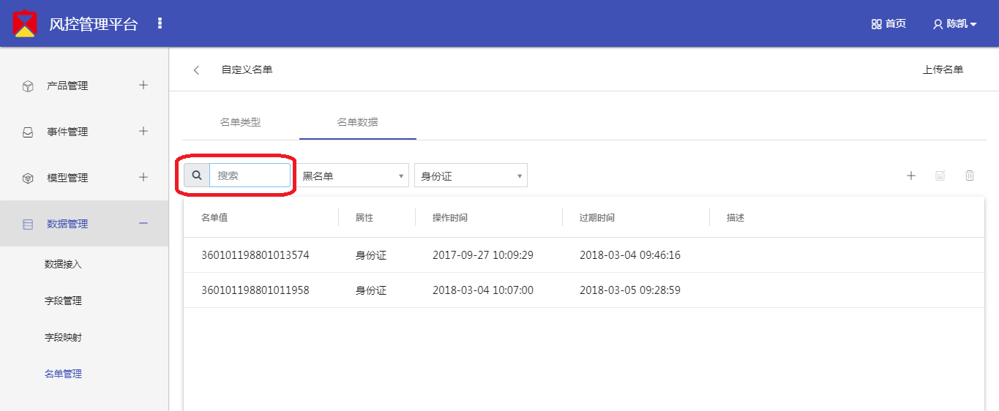 风控管理平台
首页
陈凯
产品管理
事件管理
模型管理
数据管理
数据接入
字段管理
字段映射
名单管理
自定义名单
上传名单
名单类型 名单数据
搜索 黑名单 身份证
名单值 属性 操作时间 过期时间 描述
360101198801013574 身份证 2017-09-27 10:09:29 2018-03-04 09:46:16
360101198801011958 身份证 2018-03-04 10:07:00 2018-03-05 09:28:59